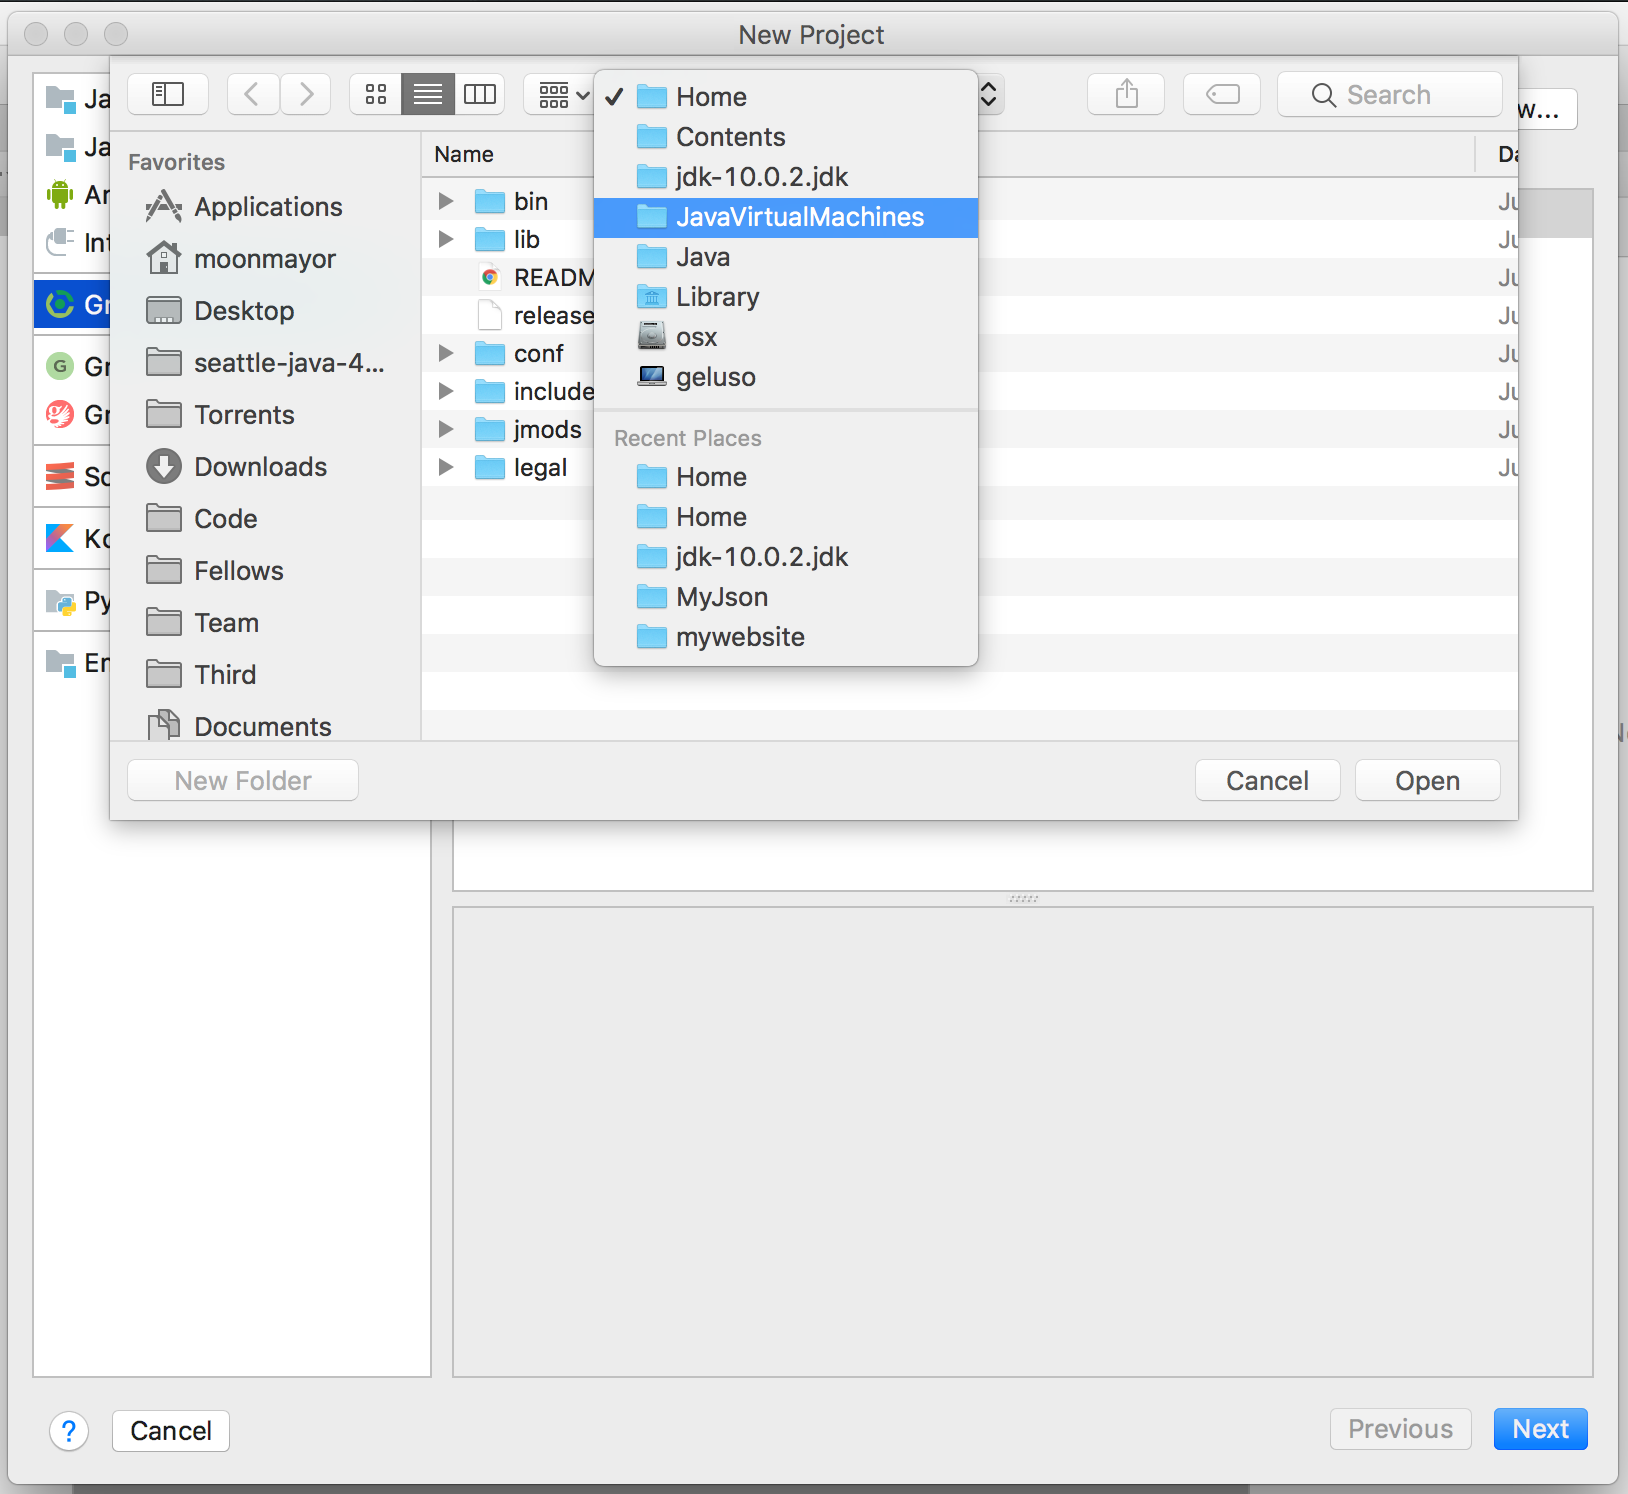 New Project
Search
w...
Home
Contents
jdk-10.0.2.jdk
JavaVirtualMachines
Java
Library
osx
geluso
Recent Places
Home
Home
jdk-10.0.2.jdk
MyJson
mywebsite
Favorites
Applications
moonmayor
Desktop
seattle-java-4...
Torrents
Downloads
Code
Fellows
Team
Third
Documents
Name
bin
lib
READM
release
conf
include
jmods
legal
Da
Ju
Ju
Ju
Ju
Ju
Ju
Ju
Ju
Ja
Ja
An
Int
Gr
G Gr
Gr
Sc
Ko
Py
Em
New Folder
Cancel
Open
?
Cancel
Previous
Next